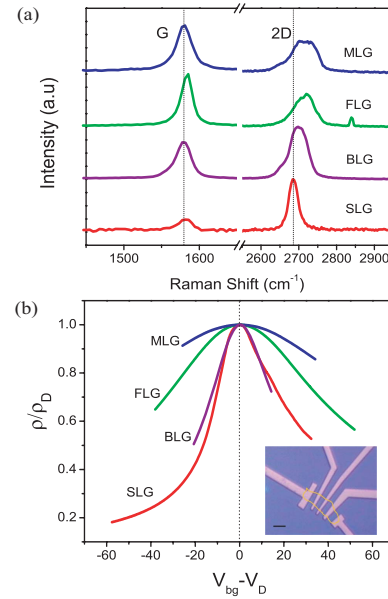 (a)
G
2D
MLG
FLG
BLG
SLG
Intensity (a.u)
1500 1600 2600 2700 2800 2900
Raman Shift (cm⁻¹)
(b)
1.0
0.8
0.6
0.4
0.2
ρ/ρ_D
MLG
FLG
BLG
SLG
-60 -40 -20 0 20 40 60
V_bg-V_D